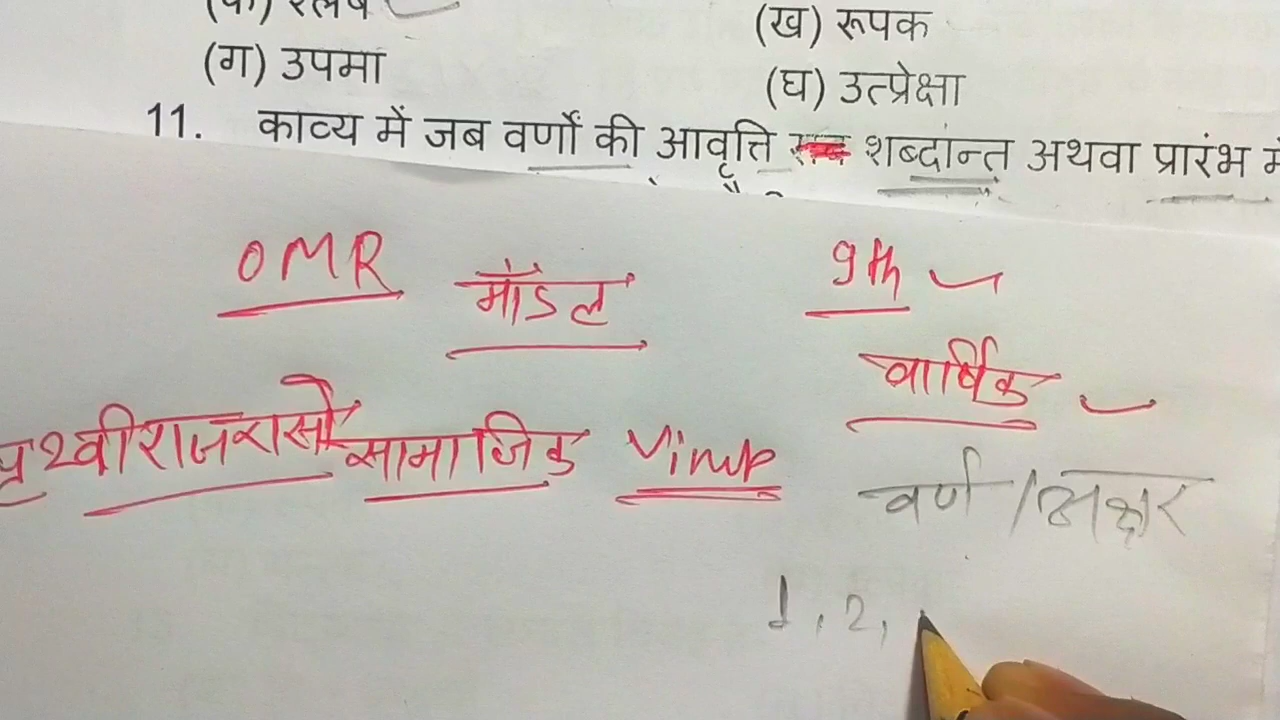 (क) श्लेष (ख) रूपक
(ग) उपमा (घ) उत्प्रेक्षा
11. काव्य में जब वर्णों की आवृत्ति शब्दान्त अथवा प्रारंभ में
OMR मॉडल 9th
वार्षिक
पृथ्वीराजरासो सामाजिक Vimp
वर्ण / अक्षर
1, 2,